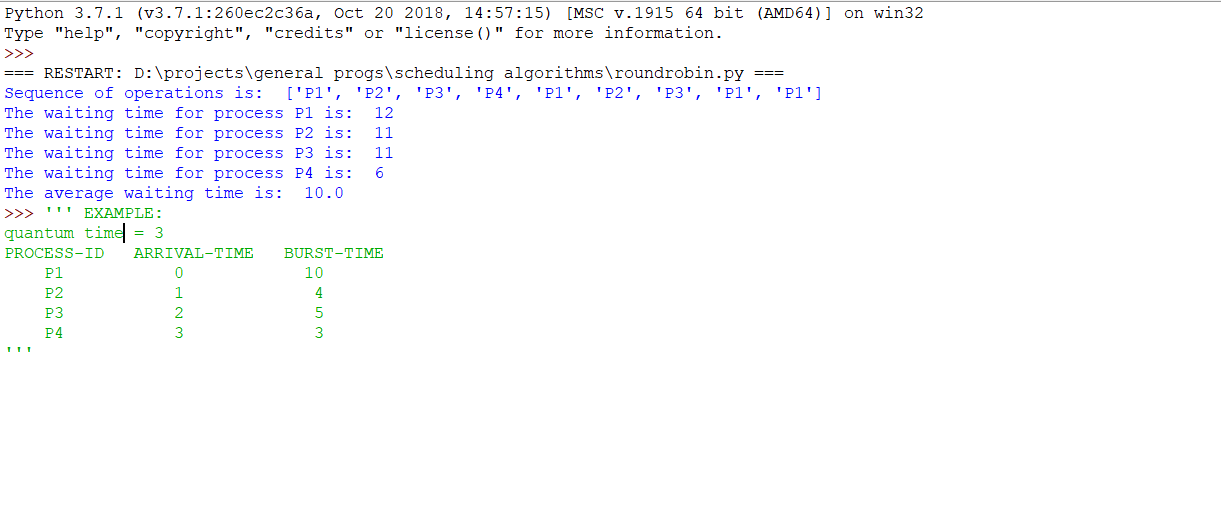 Python 3.7.1 (v3.7.1:260ec2c36a, Oct 20 2018, 14:57:15) [MSC v.1915 64 bit (AMD64)] on win32
Type "help", "copyright", "credits" or "license()" for more information.
>>>
=== RESTART: D:\projects\general progs\scheduling algorithms\roundrobin.py ===
Sequence of operations is:  ['P1', 'P2', 'P3', 'P4', 'P1', 'P2', 'P3', 'P1', 'P1']
The waiting time for process P1 is:  12
The waiting time for process P2 is:  11
The waiting time for process P3 is:  11
The waiting time for process P4 is:  6
The average waiting time is:  10.0
>>> ''' EXAMPLE:
quantum time = 3
PROCESS-ID   ARRIVAL-TIME   BURST-TIME
    P1           0            10
    P2           1             4
    P3           2             5
    P4           3             3
'''